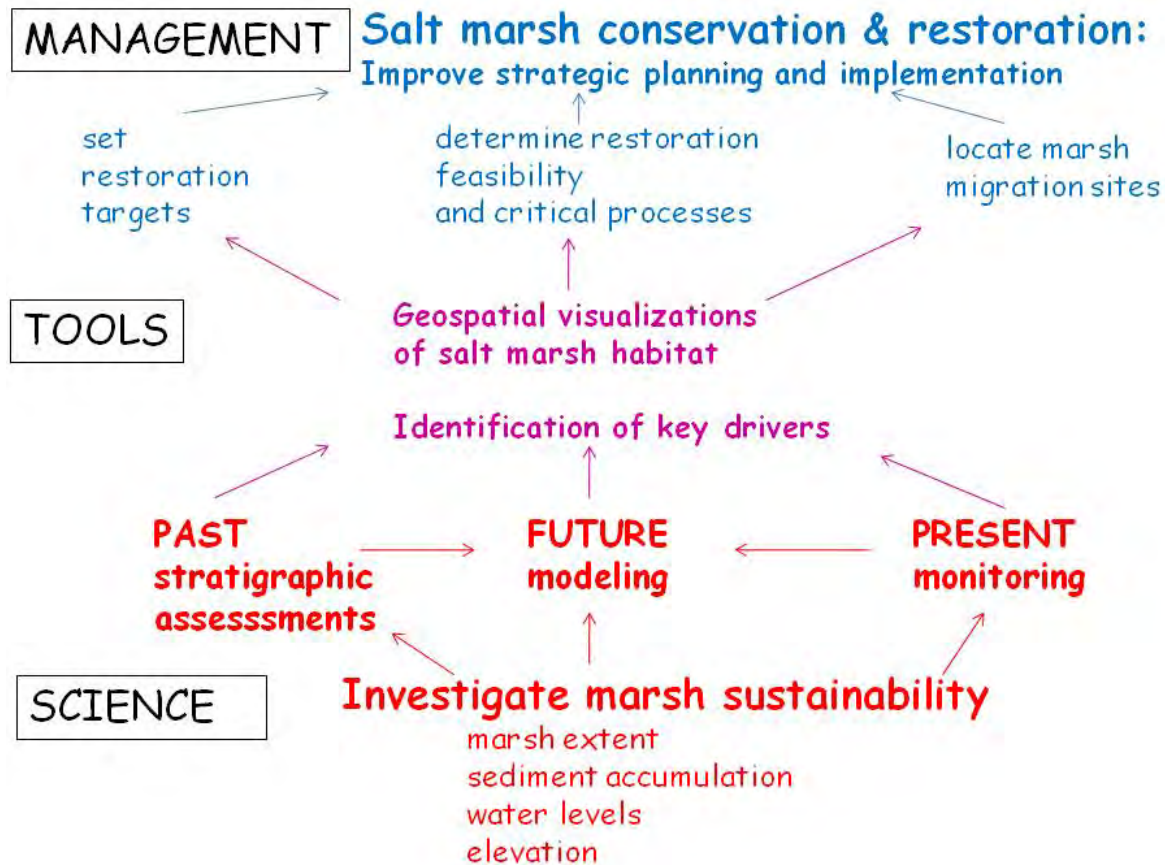 MANAGEMENT
Salt marsh conservation & restoration:
Improve strategic planning and implementation
set
restoration
targets
determine restoration
feasibility
and critical processes
locate marsh
migration sites
TOOLS
Geospatial visualizations
of salt marsh habitat
Identification of key drivers
PAST
stratigraphic
assesssments
FUTURE
modeling
PRESENT
monitoring
SCIENCE
Investigate marsh sustainability
marsh extent
sediment accumulation
water levels
elevation